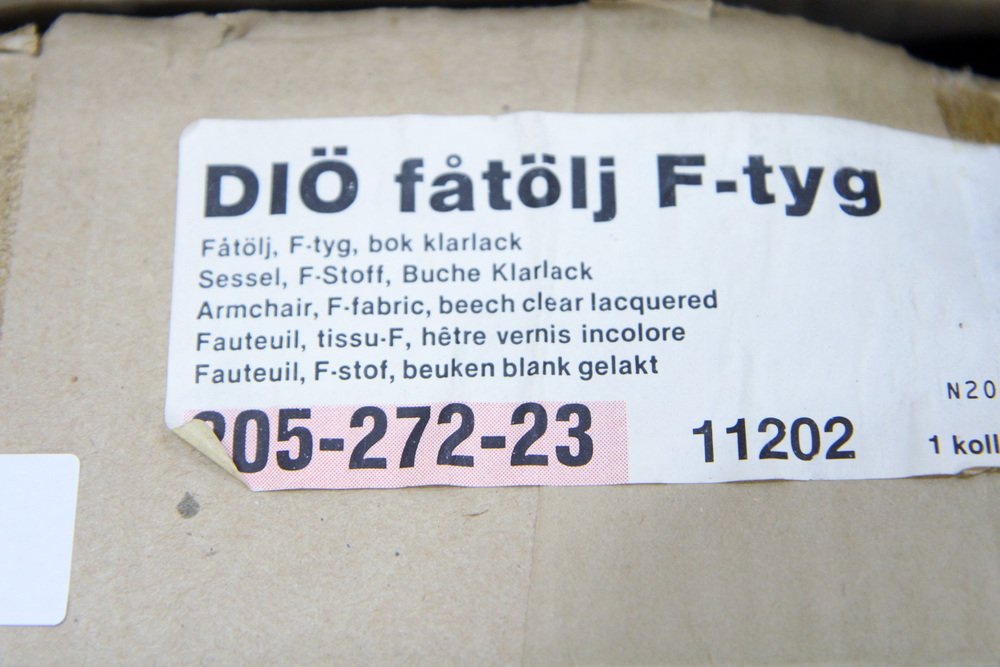 DIÖ fåtölj F-tyg
Fåtölj, F-tyg, bok klarlack
Sessel, F-Stoff, Buche Klarlack
Armchair, F-fabric, beech clear lacquered
Fauteuil, tissu-F, hêtre vernis incolore
Fauteuil, F-stof, beuken blank gelakt
N20
05-272-23 11202 1 koll